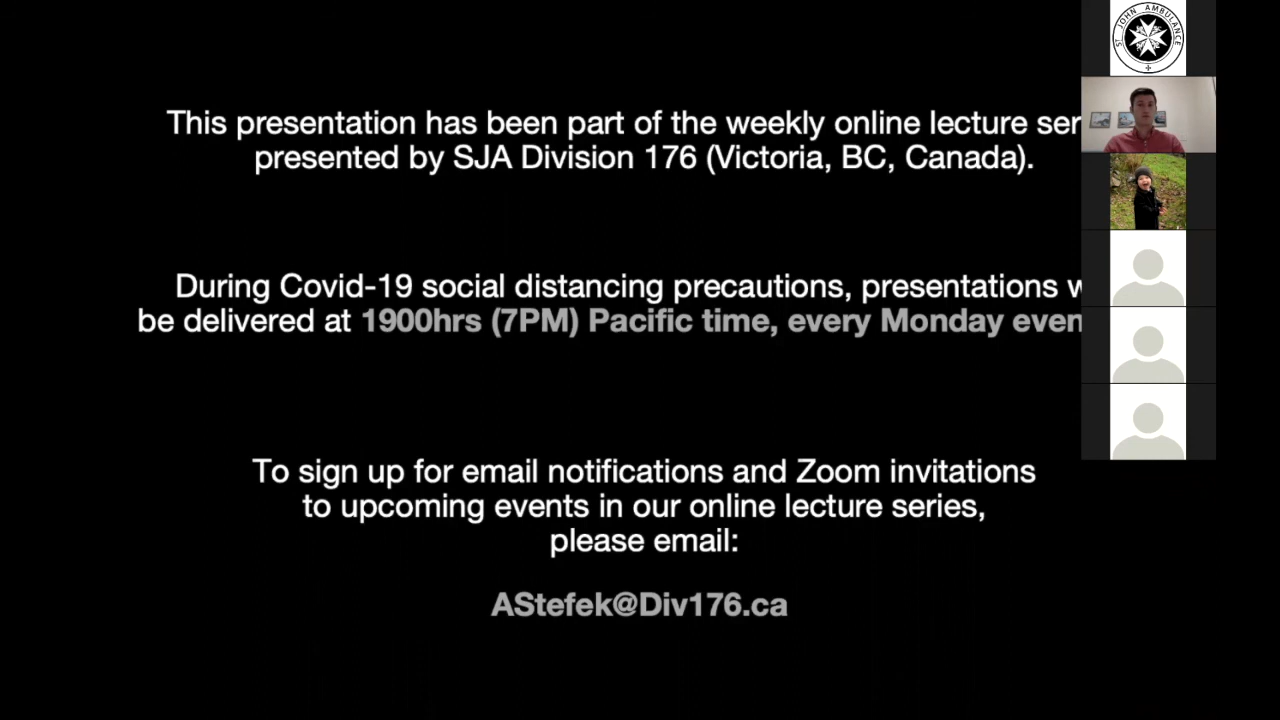 This presentation has been part of the weekly online lecture ser
presented by SJA Division 176 (Victoria, BC, Canada).
During Covid-19 social distancing precautions, presentations w
be delivered at 1900hrs (7PM) Pacific time, every Monday even
To sign up for email notifications and Zoom invitations
to upcoming events in our online lecture series,
please email:
AStefek@Div176.ca
ST JOHN AMBULANCE